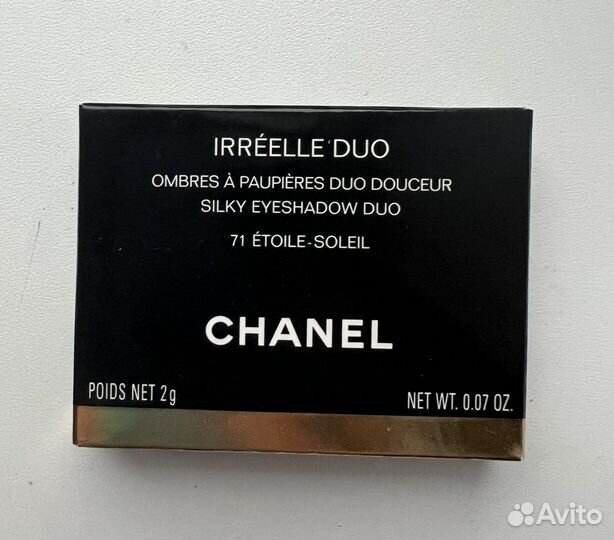 IRRÉELLE DUO
OMBRES À PAUPIÈRES DUO DOUCEUR
SILKY EYESHADOW DUO
71 ÉTOILE-SOLEIL
CHANEL
POIDS NET 2g
NET WT. 0.07 OZ.
Avito